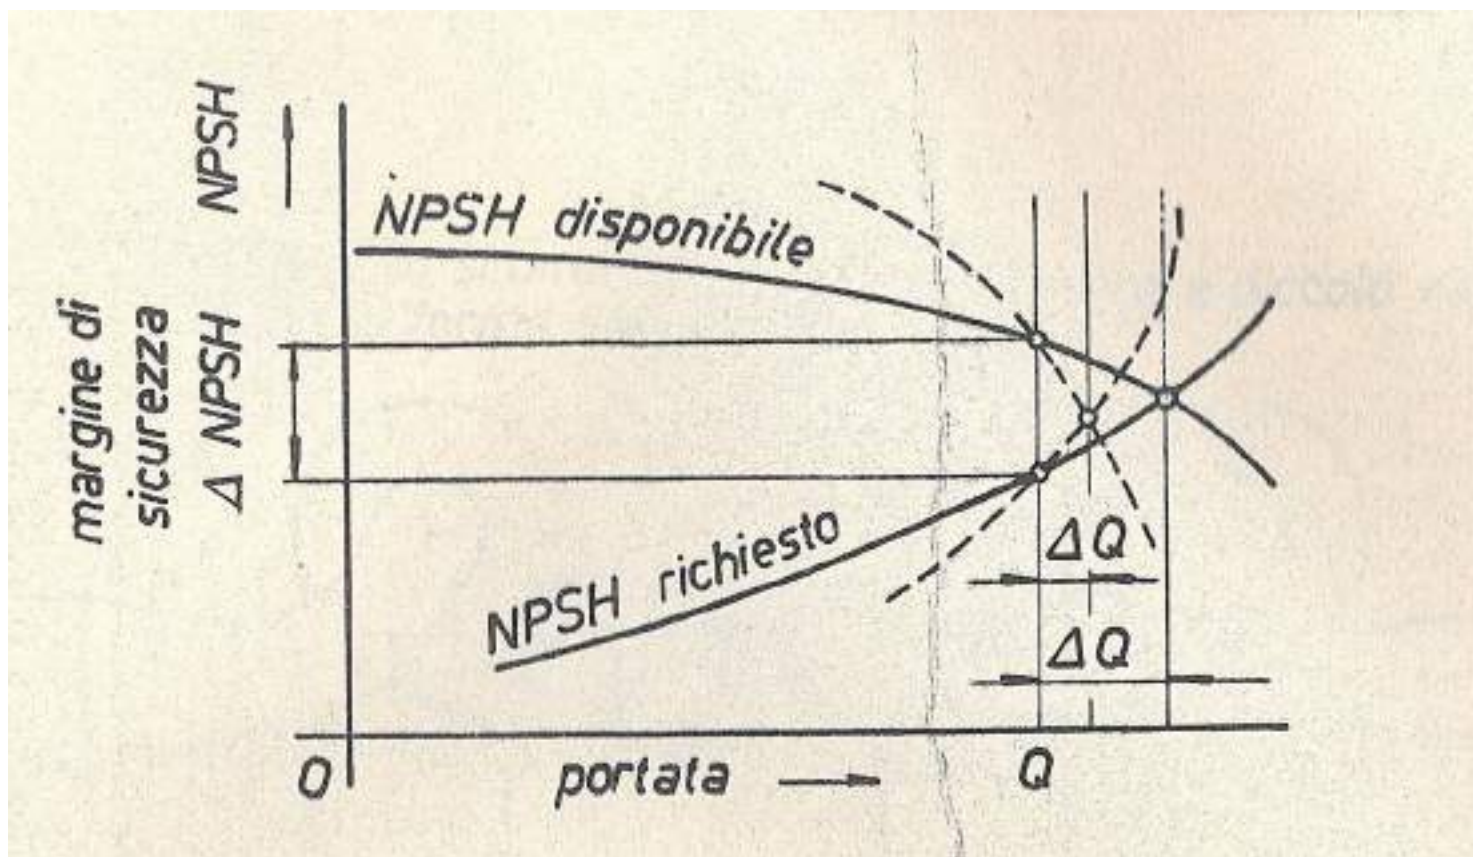 NPSH
NPSH disponibile
margine di
sicurezza
Δ NPSH
NPSH richiesto
ΔQ
ΔQ
O
portata
Q